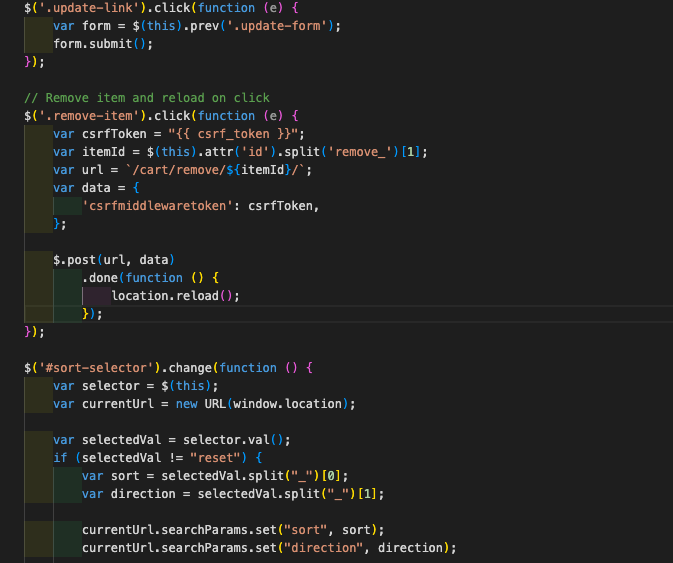 $('.update-link').click(function (e) {
    var form = $(this).prev('.update-form');
    form.submit();
});

// Remove item and reload on click
$('.remove-item').click(function (e) {
    var csrfToken = "{{ csrf_token }}";
    var itemId = $(this).attr('id').split('remove_')[1];
    var url = `/cart/remove/${itemId}/`;
    var data = {
        'csrfmiddlewaretoken': csrfToken,
    };

    $.post(url, data)
        .done(function () {
            location.reload();
        });
});

$('#sort-selector').change(function () {
    var selector = $(this);
    var currentUrl = new URL(window.location);

    var selectedVal = selector.val();
    if (selectedVal != "reset") {
        var sort = selectedVal.split("_")[0];
        var direction = selectedVal.split("_")[1];

        currentUrl.searchParams.set("sort", sort);
        currentUrl.searchParams.set("direction", direction);